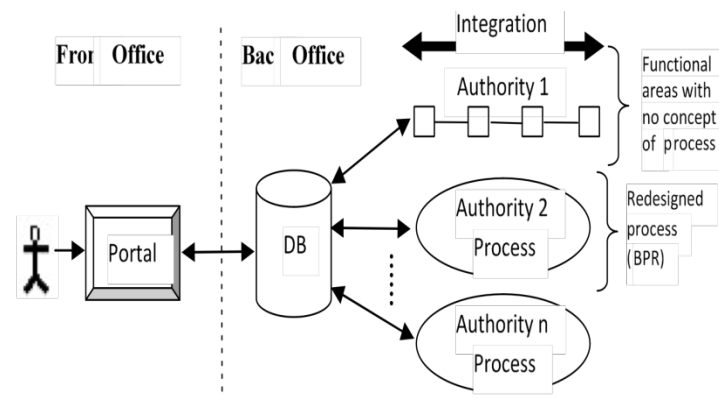 Fror Office
Bac Office
Integration
Authority 1
Functional
areas with
no concept
of process
Portal
DB
Authority 2
Process
Redesigned
process
(BPR)
Authority n
Process